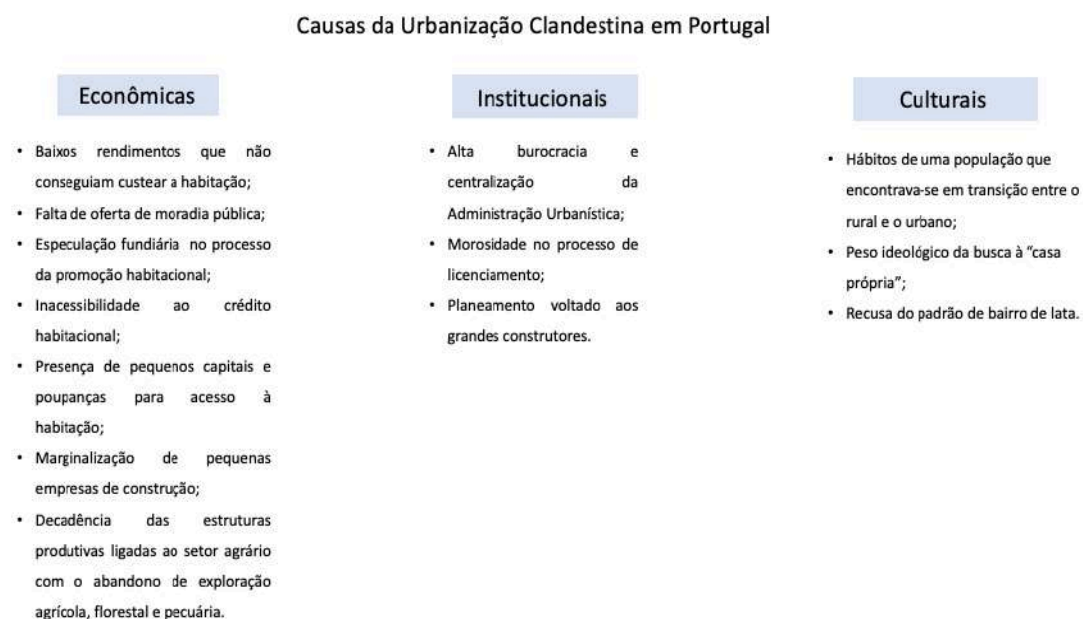 Causas da Urbanização Clandestina em Portugal
Econômicas
• Baixos rendimentos que não
conseguiam custear a habitação;
• Falta de oferta de moradia pública;
• Especulação fundiária no processo
da promoção habitacional;
• Inacessibilidade ao crédito
habitacional;
• Presença de pequenos capitais e
poupanças para acesso à
habitação;
• Marginalização de pequenas
empresas de construção;
• Decadência das estruturas
produtivas ligadas ao setor agrário
com o abandono de exploração
agrícola, florestal e pecuária.
Institucionais
• Alta burocracia e
centralização da
Administração Urbanística;
• Morosidade no processo de
licenciamento;
• Planeamento voltado aos
grandes construtores.
Culturais
• Hábitos de uma população que
encontrava-se em transição entre o
rural e o urbano;
• Peso ideológico da busca à “casa
própria”;
• Recusa do padrão de bairro de lata.